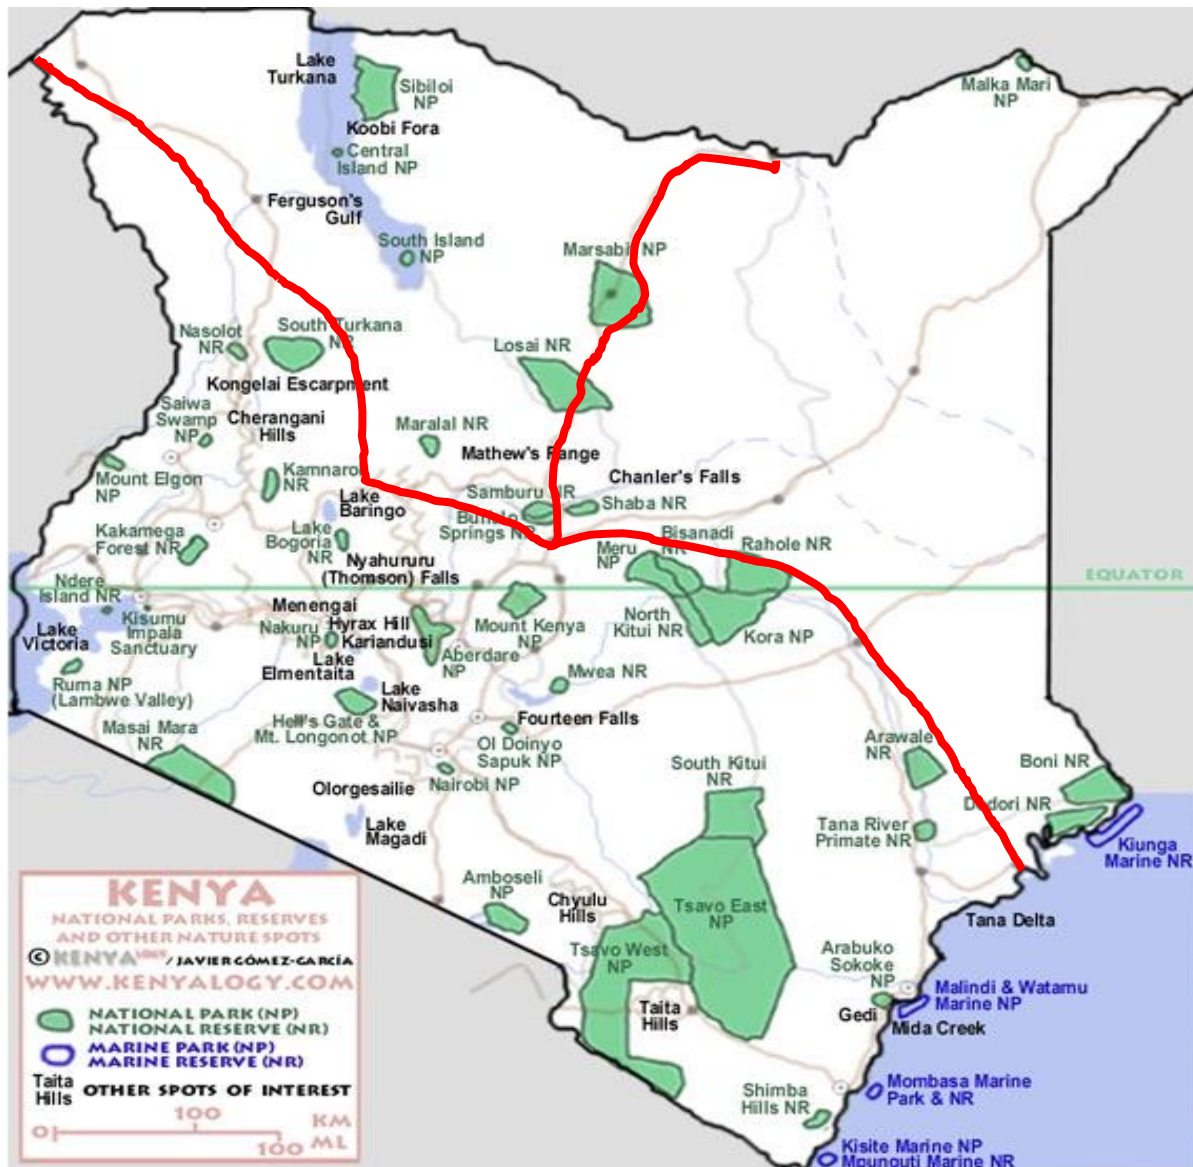 Lake
Turkana
Sibiloi
NP
Koobi Fora
Central
Island NP
Malka Mari
NP
Ferguson's
Gulf
South Island
NP
Marsabit NP
Nasolot
NR
South Turkana
NR
Losai NR
Kongelai Escarpment
Saiwa
Swamp
NP
Cherangani
Hills
Maralal NR
Mathew's Range
Mount Elgon
NP
Kamnarok
NR
Lake
Baringo
Samburu NR
Chanler's Falls
Shaba NR
Buffalo
Springs NR
Kakamega
Forest NR
Lake
Bogoria
NR
Nyahururu
(Thomson) Falls
Meru
NP
Bisanadi
NR
Rahole NR
EQUATOR
Ndere
Island NR
Kisumu
Impala
Sanctuary
Lake
Victoria
Menengai
Hyrax Hill
Nakuru
NP
Kariandusi
Lake
Elmentaita
Aberdare
NP
Mount Kenya
NP
North
Kitui NR
Kora NP
Mwea NR
Ruma NP
(Lambwe Valley)
Lake
Naivasha
Masai Mara
NR
Hell's Gate &
Mt. Longonot NP
Fourteen Falls
Ol Doinyo
Sapuk NP
Nairobi NP
Olorgesailie
Lake
Magadi
South Kitui
NR
Arawale
NR
Boni NR
Dodori NR
Tana River
Primate NR
Kiunga
Marine NR
Amboseli
NP
Chyulu
Hills
Tsavo East
NP
Tsavo West
NP
Tana Delta
Arabuko
Sokoke
NP
Malindi & Watamu
Marine NP
Gedi
Mida Creek
Taita
Hills
Mombasa Marine
Park & NR
Shimba
Hills NR
Kisite Marine NP
Mpunguti Marine NR
KENYA
NATIONAL PARKS, RESERVES
AND OTHER NATURE SPOTS
© KENYALOGY / JAVIER GÓMEZ-GARCÍA
WWW.KENYALOGY.COM
NATIONAL PARK (NP)
NATIONAL RESERVE (NR)
MARINE PARK (NP)
MARINE RESERVE (NR)
Taita
Hills
OTHER SPOTS OF INTEREST
100
0
KM
ML
100